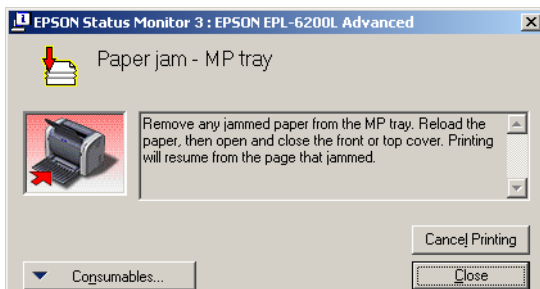 EPSON Status Monitor 3 : EPSON EPL-6200L Advanced
Paper jam - MP tray
Remove any jammed paper from the MP tray. Reload the
paper, then open and close the front or top cover. Printing
will resume from the page that jammed.
Cancel Printing
Consumables...
Close